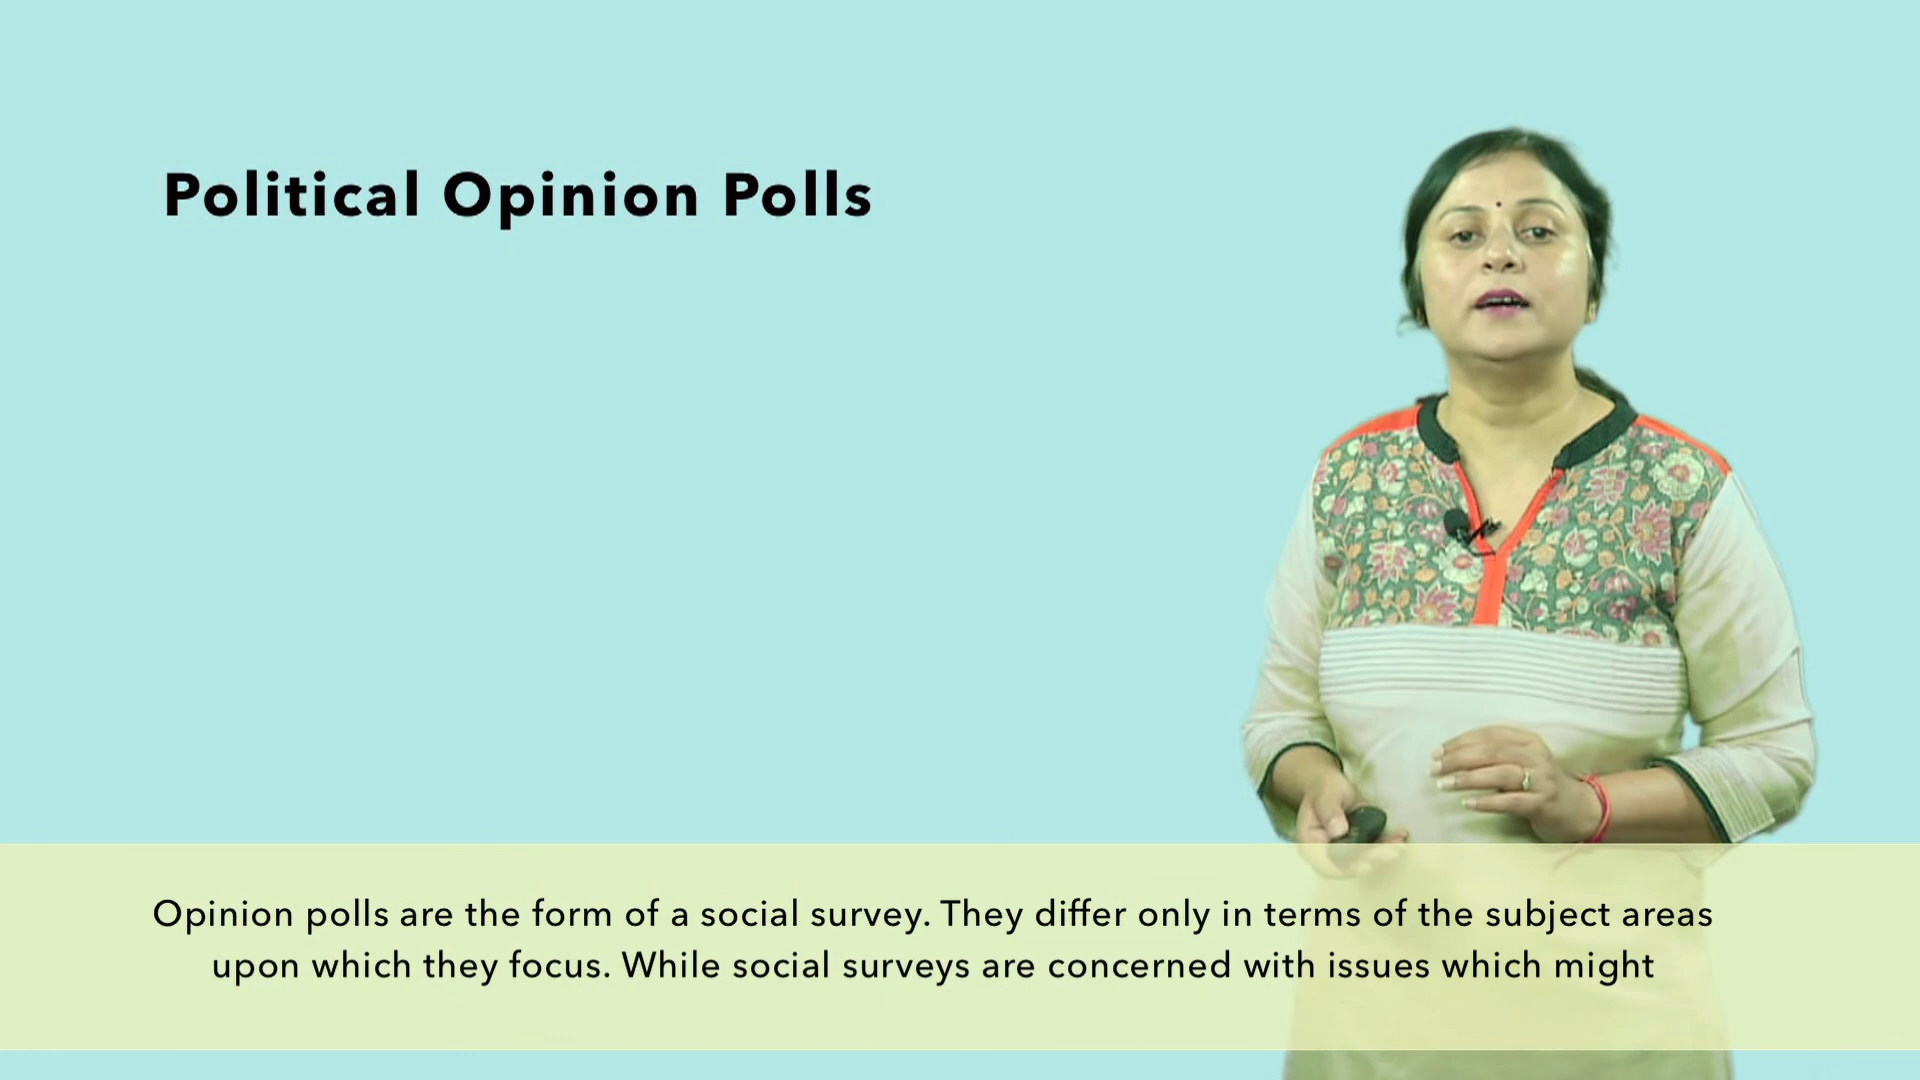 Political Opinion Polls
Opinion polls are the form of a social survey. They differ only in terms of the subject areas
upon which they focus. While social surveys are concerned with issues which might